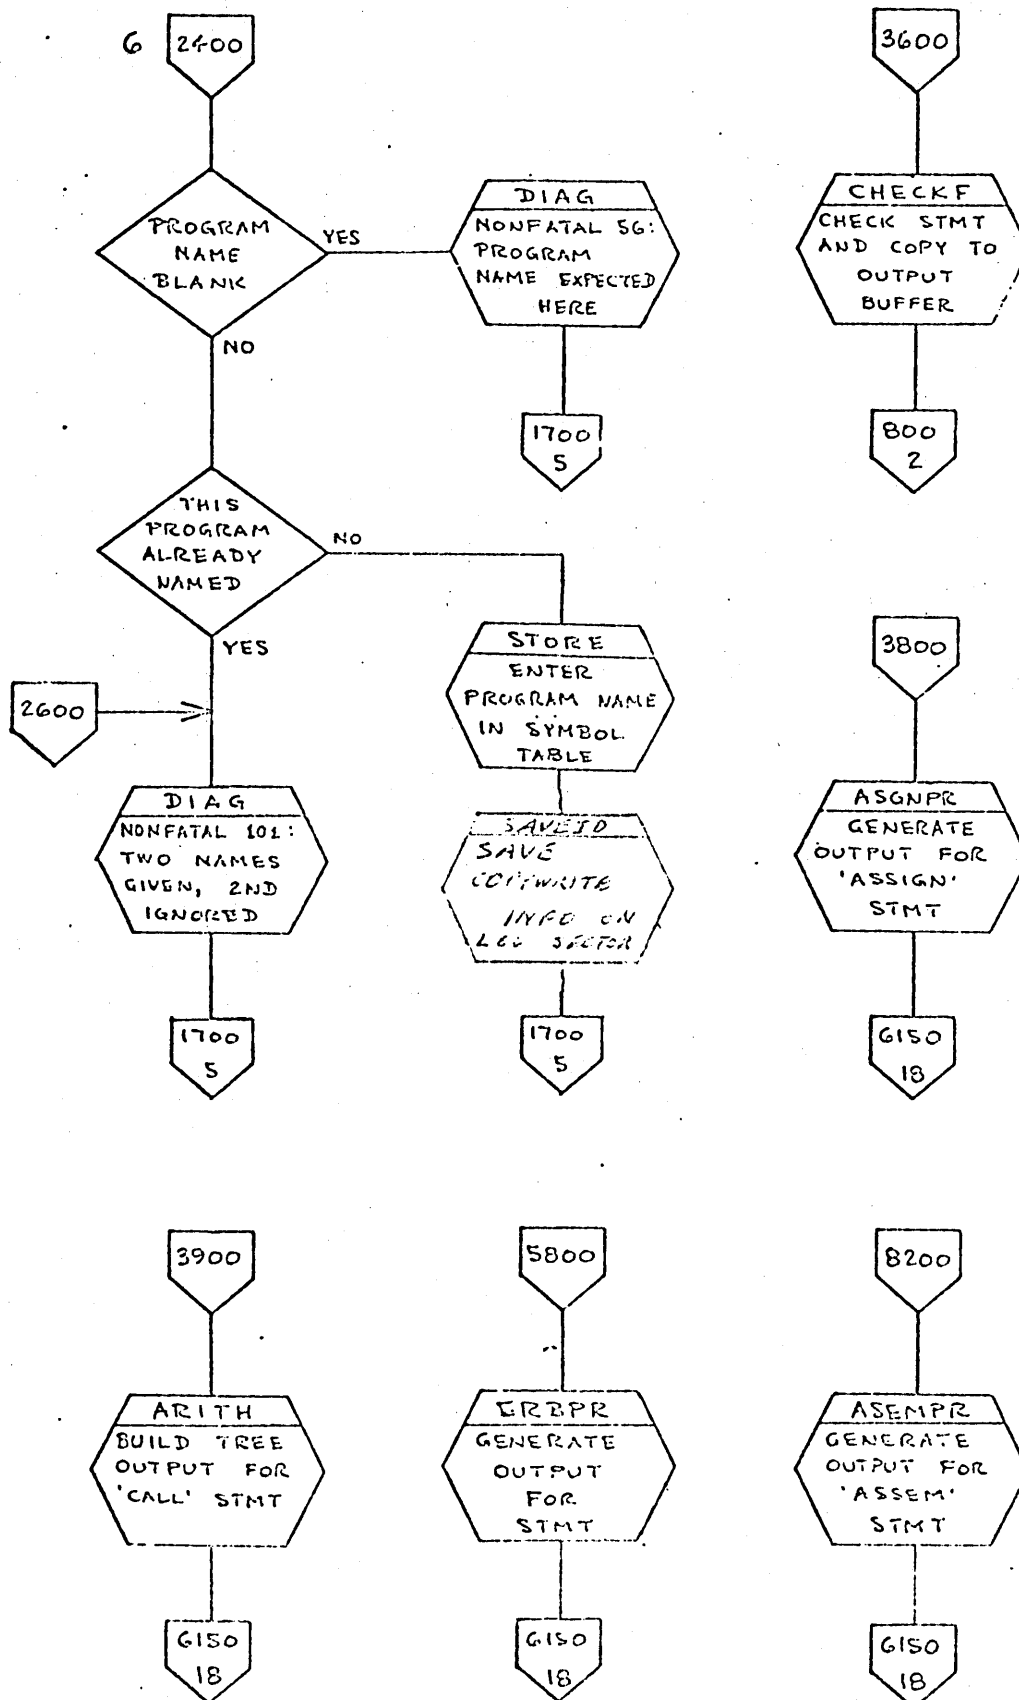 6
2400
PROGRAM
NAME
BLANK
YES
NO
DIAG
NONFATAL 56:
PROGRAM
NAME EXPECTED
HERE
1700
5
3600
CHECKF
CHECK STMT
AND COPY TO
OUTPUT
BUFFER
800
2
THIS
PROGRAM
ALREADY
NAMED
NO
YES
STORE
ENTER
PROGRAM NAME
IN SYMBOL
TABLE
2600
DIAG
NONFATAL 101:
TWO NAMES
GIVEN, 2ND
IGNORED
1700
5
SAVEID
SAVE
COPYWRITE
INFO ON
SECTOR
1700
5
3800
ASGNPR
GENERATE
OUTPUT FOR
'ASSIGN'
STMT
6150
18
3900
ARITH
BUILD TREE
OUTPUT FOR
'CALL' STMT
6150
18
5800
GENERATE
OUTPUT
FOR
STMT
6150
18
8200
ASEMPR
GENERATE
OUTPUT FOR
'ASSEM'
STMT
6150
18